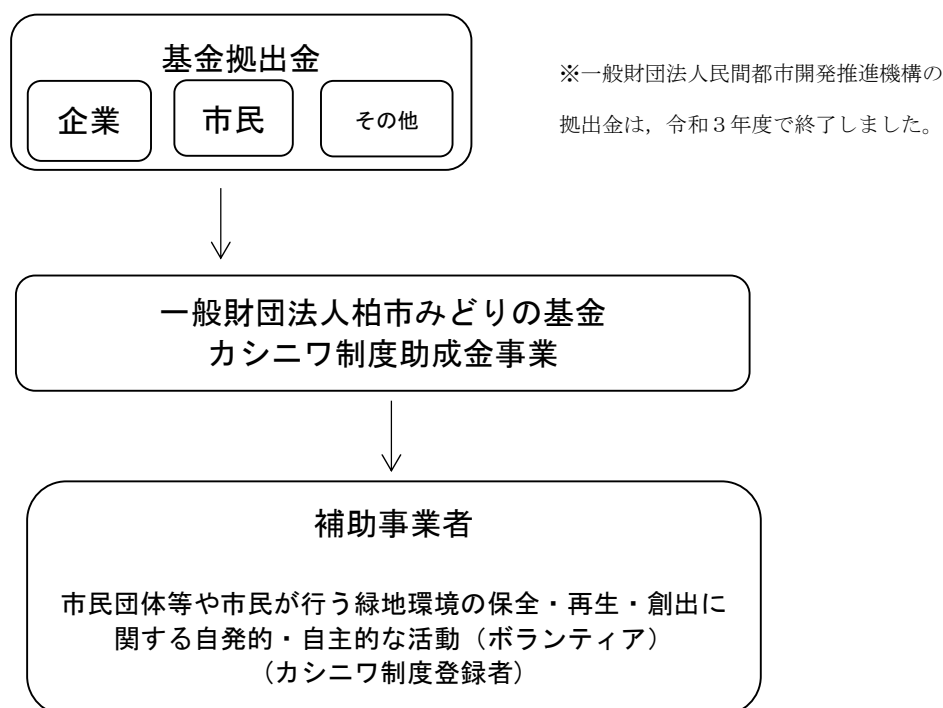 基金拠出金
企業
市民
その他
※一般財団法人民間都市開発推進機構の
拠出金は，令和３年度で終了しました。
一般財団法人柏市みどりの基金
カシニワ制度助成金事業
補助事業者
市民団体等や市民が行う緑地環境の保全・再生・創出に
関する自発的・自主的な活動（ボランティア）
（カシニワ制度登録者）